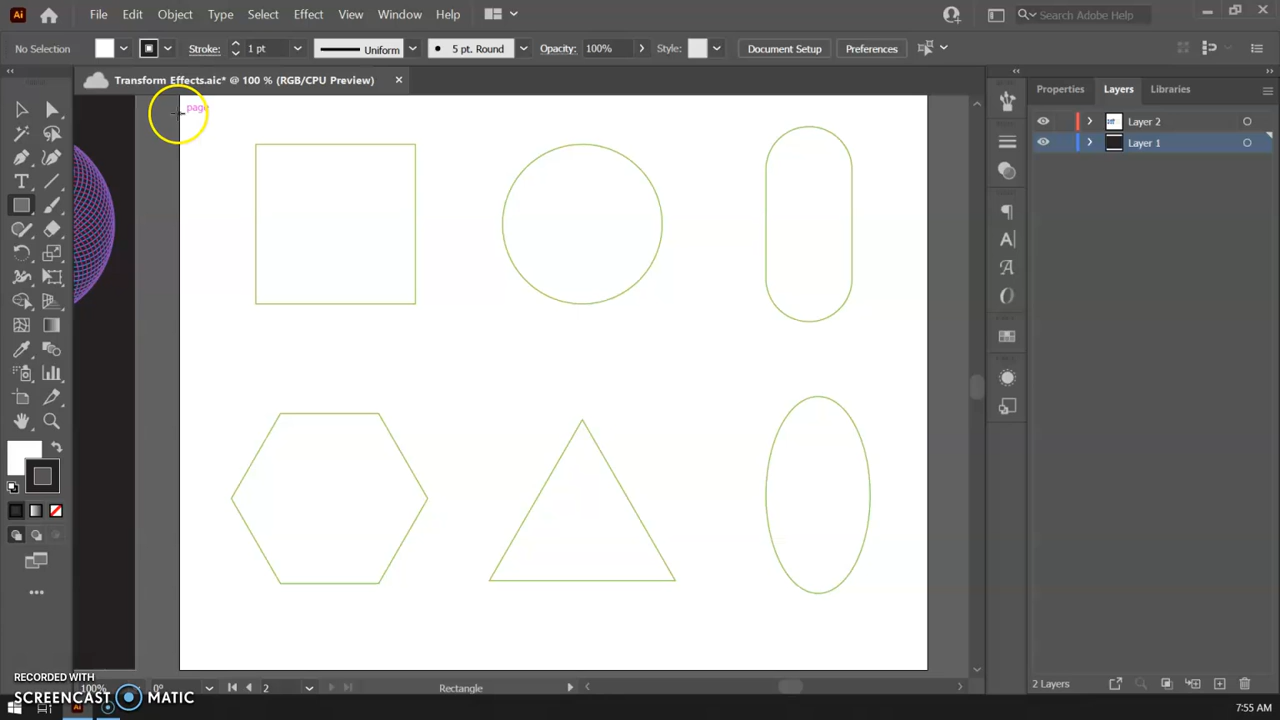 Ai File Edit Object Type Select Effect View Window Help Search Adobe Help
No Selection Stroke: 1 pt Uniform 5 pt. Round Opacity: 100% Style: Document Setup Preferences
Transform Effects.aic* @ 100 % (RGB/CPU Preview)
Properties Layers Libraries
page
Layer 2
Layer 1
RECORDED WITH
SCREENCAST MATIC
100% 0° 2 Rectangle 2 Layers
7:55 AM